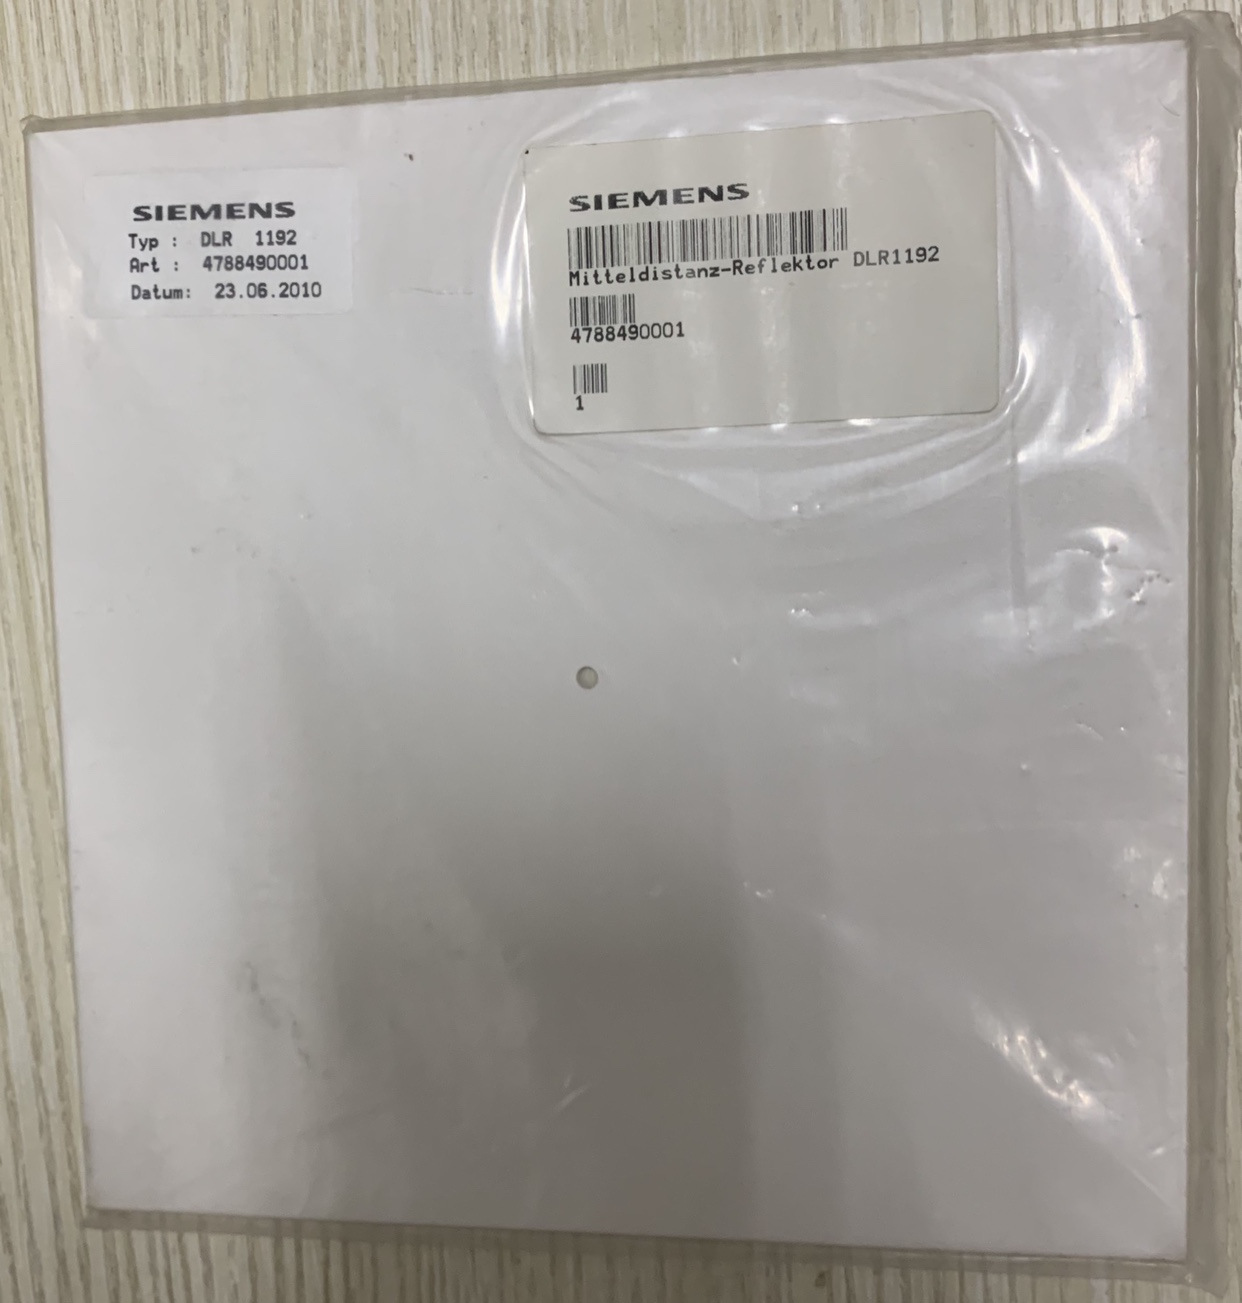 SIEMENS
Typ : DLR 1192
Art : 4788490001
Datum: 23.06.2010
SIEMENS
Mitteldistanz-Reflektor DLR1192
4788490001
1